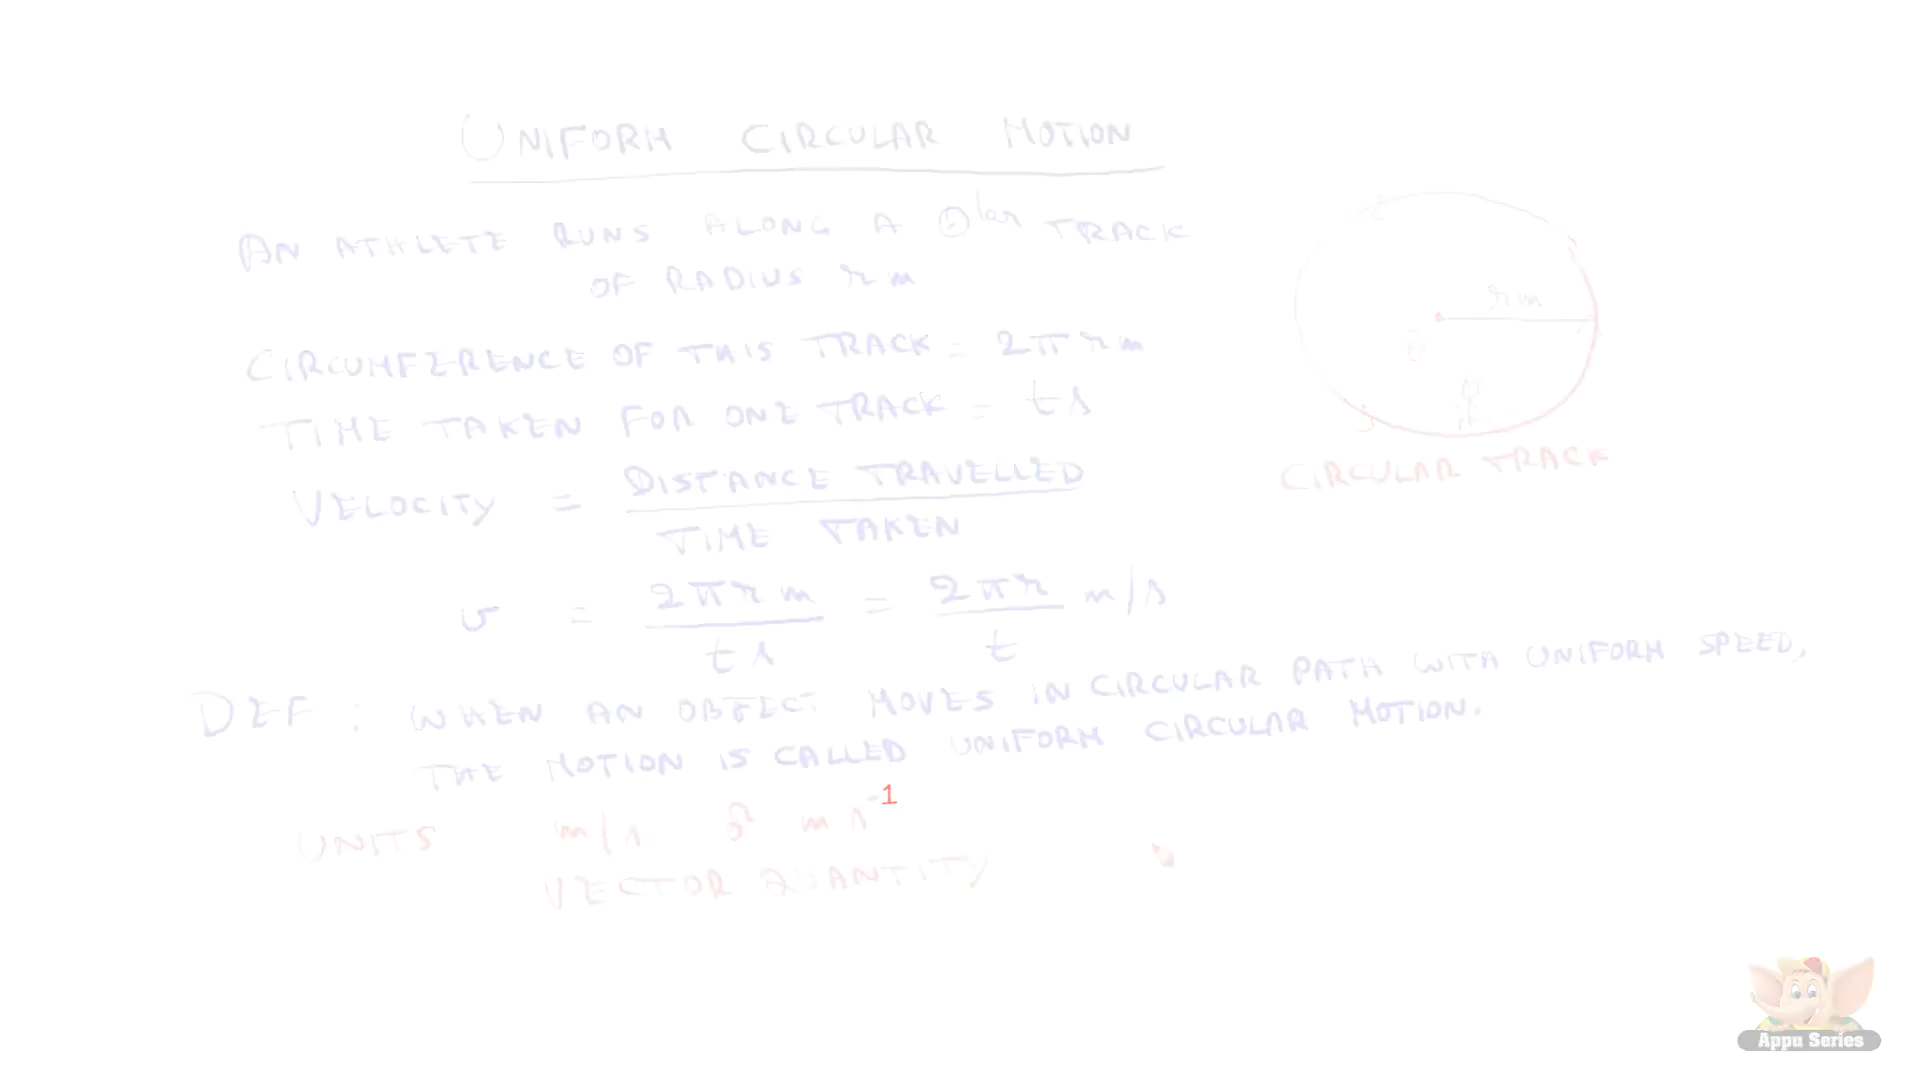 UNIFORM CIRCULAR MOTION
AN ATHLETE RUNS ALONG A ⊙lar TRACK
OF RADIUS r m
CIRCUMFERENCE OF THIS TRACK = 2πr m
TIME TAKEN FOR ONE TRACK = t s
VELOCITY = DISTANCE TRAVELLED
TIME TAKEN
v = 2πr m / t s = 2πr / t m/s
DEF : WHEN AN OBJECT MOVES IN CIRCULAR PATH WITH UNIFORM SPEED,
THE MOTION IS CALLED UNIFORM CIRCULAR MOTION.
UNITS m/s or m s⁻¹
VECTOR QUANTITY
r m
CIRCULAR TRACK
Appu Series